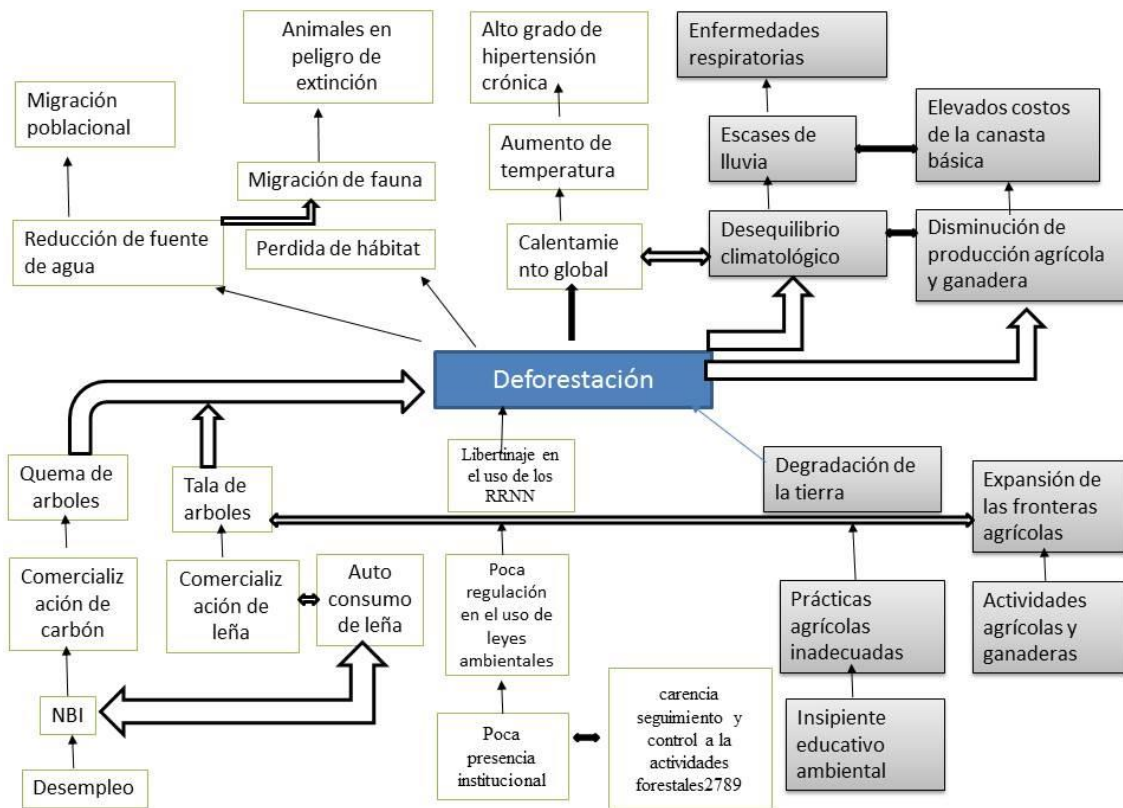 Animales en
peligro de
extinción
Alto grado de
hipertensión
crónica
Enfermedades
respiratorias
Migración
poblacional
Aumento de
temperatura
Escases de
lluvia
Elevados costos
de la canasta
básica
Migración de fauna
Reducción de fuente
de agua
Perdida de hábitat
Calentamie
nto global
Desequilibrio
climatológico
Disminución de
producción agrícola
y ganadera
Deforestación
Quema de
arboles
Tala de
arboles
Libertinaje en
el uso de los
RRNN
Degradación de
la tierra
Expansión de
las fronteras
agrícolas
Comercializ
ación de
carbón
Comercializ
ación de
leña
Auto
consumo
de leña
Poca
regulación
en el uso de
leyes
ambientales
Prácticas
agrícolas
inadecuadas
Actividades
agrícolas y
ganaderas
NBI
Desempleo
Poca
presencia
institucional
carencia
seguimiento y
control a la
actividades
forestales2789
Insipiente
educativo
ambiental